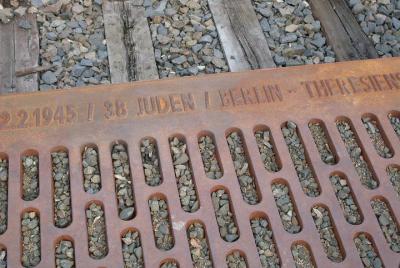 2.2.1945 / 38 JUDEN / BERLIN - THERESIENS